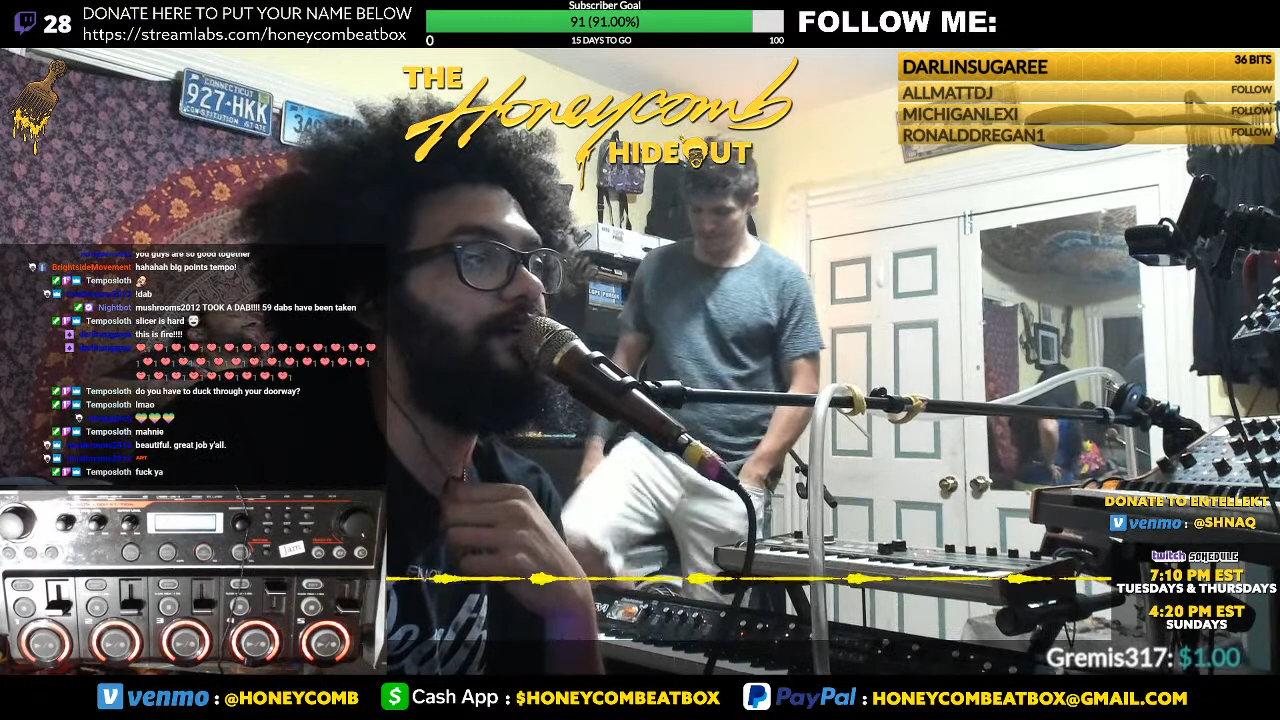 28
DONATE HERE TO PUT YOUR NAME BELOW
https://streamlabs.com/honeycombeatbox
Subscriber Goal
91 (91.00%)
0
15 DAYS TO GO
100
FOLLOW ME:
DARLINSUGAREE
36 BITS
ALLMATTDJ
FOLLOW
MICHIGANLEXI
FOLLOW
RONALDDREGAN1
FOLLOW
THE
Honeycomb
HIDEOUT
CONNECTICUT
927·HKK
CONSTITUTION STATE
you guys are so good together
BrightsideMovement hahahah big points tempo!
Temposloth
!dab
Nightbot mushrooms2012 TOOK A DAB!!!! 59 dabs have been taken
Temposloth slicer is hard
this is fire!!!!
Temposloth do you have to duck through your doorway?
Temposloth lmao
Temposloth mahnie
beautiful. great job y'all.
Temposloth fuck ya
Jam
DONATE TO ENTELLEKT
venmo : @SHNAQ
twitch SCHEDULE
7:10 PM EST
TUESDAYS & THURSDAYS
4:20 PM EST
SUNDAYS
Gremis317: $1.00
venmo : @HONEYCOMB
Cash App : $HONEYCOMBEATBOX
PayPal : HONEYCOMBEATBOX@GMAIL.COM